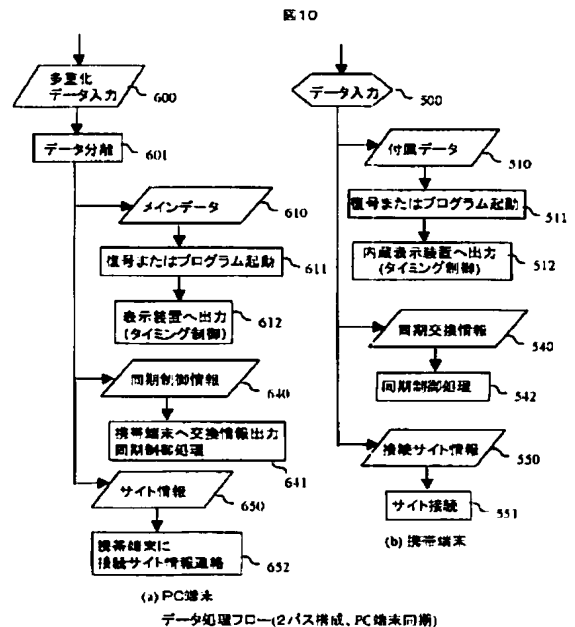 図10
多重化
データ入力
600
データ分離
601
メインデータ
610
復号またはプログラム起動
611
表示装置へ出力
(タイミング制御)
612
同期制御情報
640
携帯端末へ交換情報出力
同期制御処理
641
サイト情報
650
携帯端末に
接続サイト情報連絡
652
(a) PC端末
データ入力
500
付属データ
510
復号またはプログラム起動
511
内蔵表示装置へ出力
(タイミング制御)
512
同期交換情報
540
同期制御処理
542
接続サイト情報
550
サイト接続
551
(b) 携帯端末
データ処理フロー(2パス構成、PC端末同期)